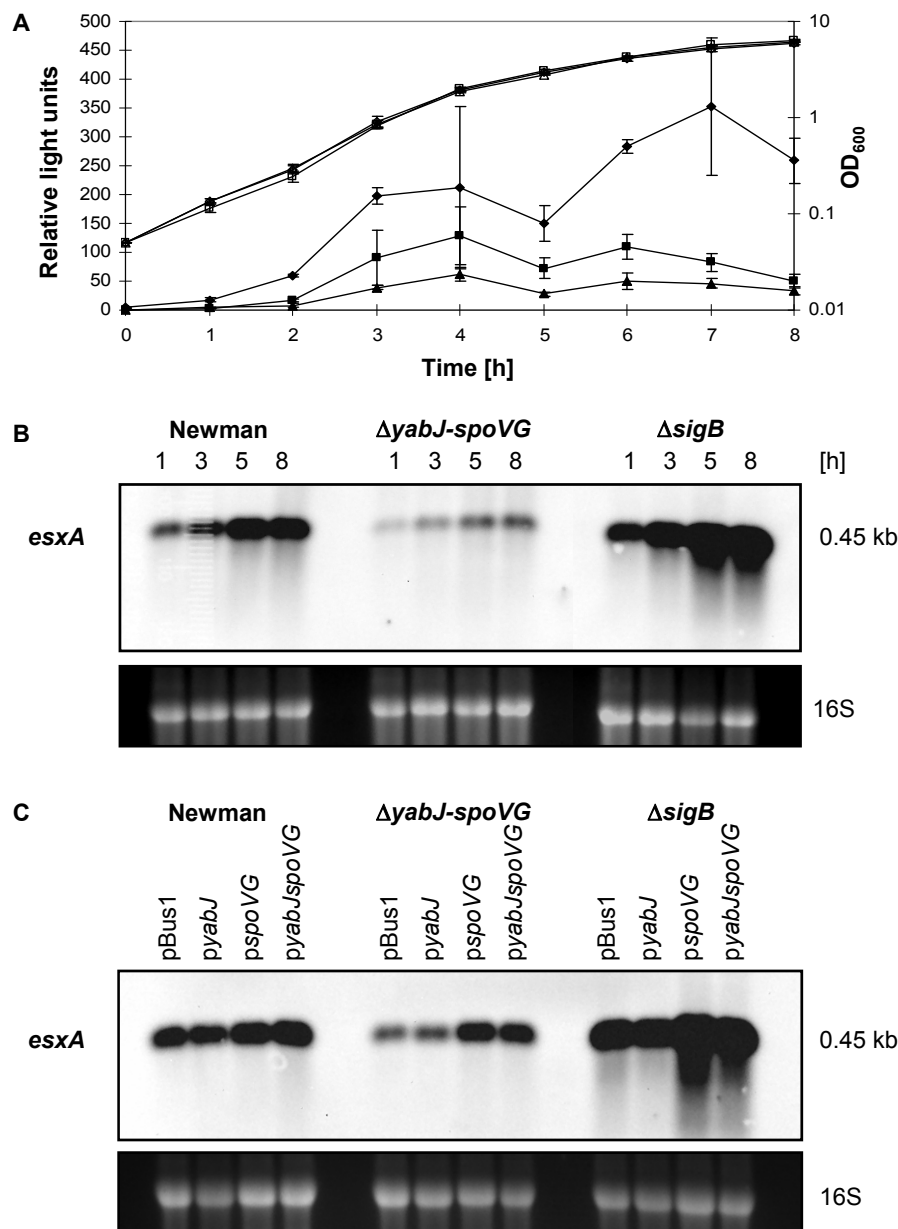 A
500
450
400
350
300
250
200
150
100
50
0
Relative light units
10
1
0.1
0.01
OD600
0 1 2 3 4 5 6 7 8
Time [h]
B
Newman ΔyabJ-spoVG ΔsigB
1 3 5 8 1 3 5 8 1 3 5 8 [h]
esxA 0.45 kb
16S
C
Newman ΔyabJ-spoVG ΔsigB
pBus1 pyabJ pspoVG pyabJspoVG pBus1 pyabJ pspoVG pyabJspoVG pBus1 pyabJ pspoVG pyabJspoVG
esxA 0.45 kb
16S